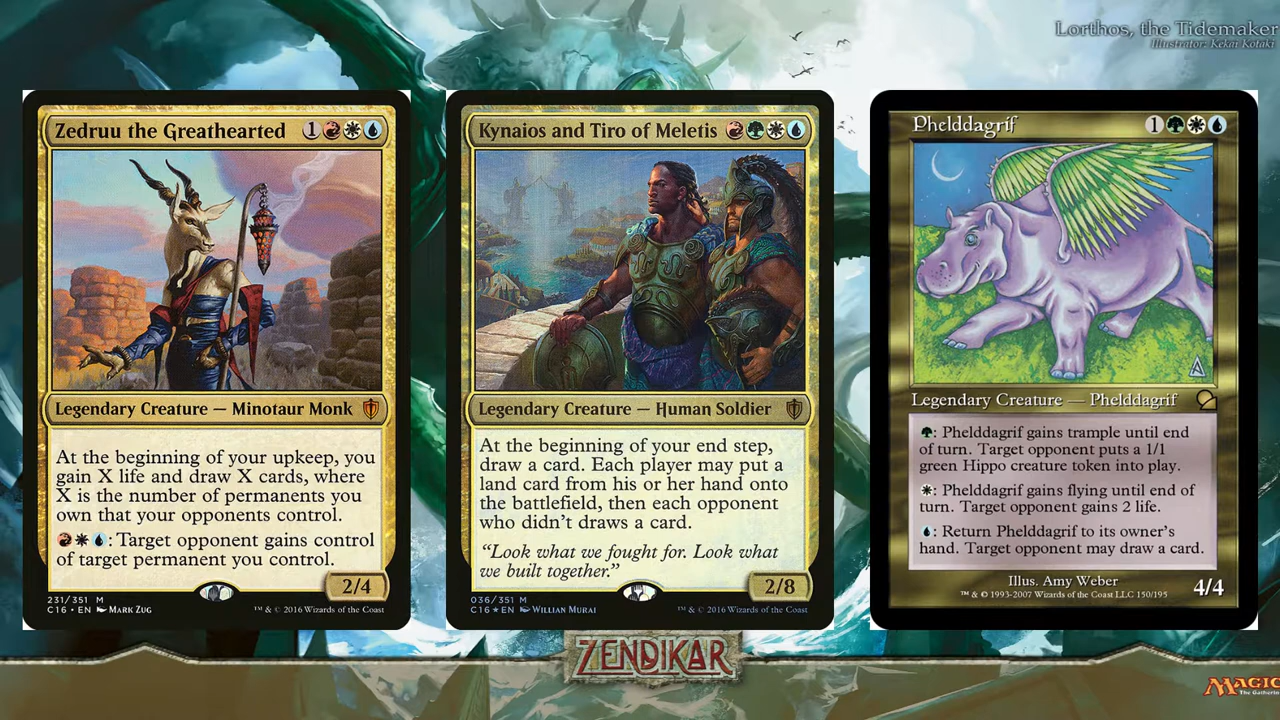 Lorthos, the Tidemaker
Illustrator: Kekai Kotaki
Zedruu the Greathearted 1
Legendary Creature — Minotaur Monk
At the beginning of your upkeep, you
gain X life and draw X cards, where
X is the number of permanents you
own that your opponents control.
: Target opponent gains control
of target permanent you control.
2/4
231/351 M
C16 • EN Mark Zug
™ & © 2016 Wizards of the Coast
Kynaios and Tiro of Meletis
Legendary Creature — Human Soldier
At the beginning of your end step,
draw a card. Each player may put a
land card from his or her hand onto
the battlefield, then each opponent
who didn't draws a card.
"Look what we fought for. Look what
we built together."
2/8
036/351 M
C16 ★ EN Willian Murai
™ & © 2016 Wizards of the Coast
Phelddagrif 1
Legendary Creature — Phelddagrif
: Phelddagrif gains trample until end
of turn. Target opponent puts a 1/1
green Hippo creature token into play.
: Phelddagrif gains flying until end of
turn. Target opponent gains 2 life.
: Return Phelddagrif to its owner's
hand. Target opponent may draw a card.
Illus. Amy Weber
™ & © 1993-2007 Wizards of the Coast LLC 150/195
4/4
ZENDIKAR
MAGIC
The Gathering